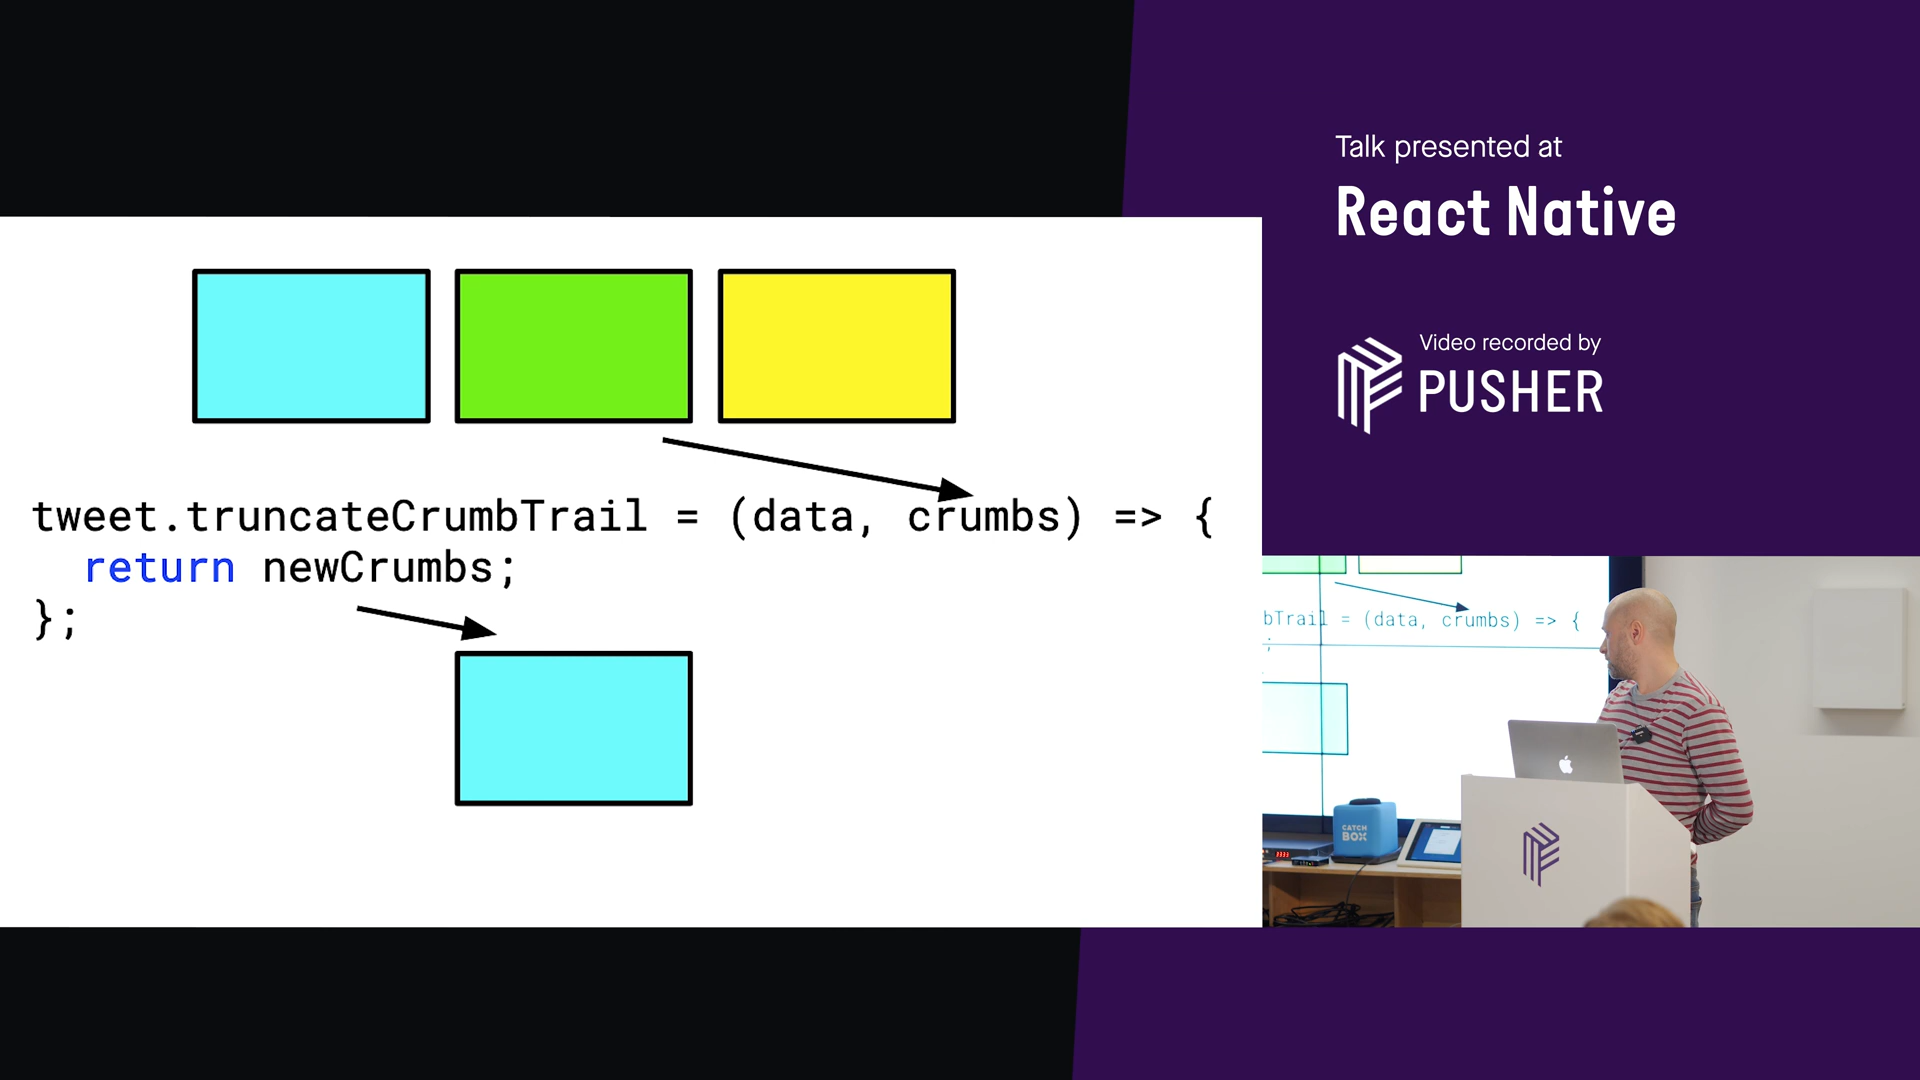 Talk presented at
React Native
Video recorded by
PUSHER
tweet.truncateCrumbTrail = (data, crumbs) => {
return newCrumbs;
};
bTrail = (data, crumbs) => {
;
CATCH
BOX